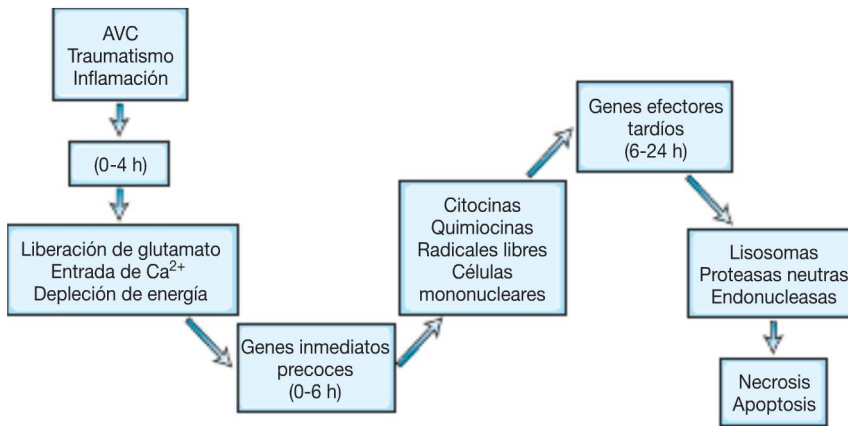 AVC
Traumatismo
Inflamación
(0-4 h)
Liberación de glutamato
Entrada de Ca²⁺
Depleción de energía
Genes inmediatos
precoces
(0-6 h)
Citocinas
Quimiocinas
Radicales libres
Células
mononucleares
Genes efectores
tardíos
(6-24 h)
Lisosomas
Proteasas neutras
Endonucleasas
Necrosis
Apoptosis